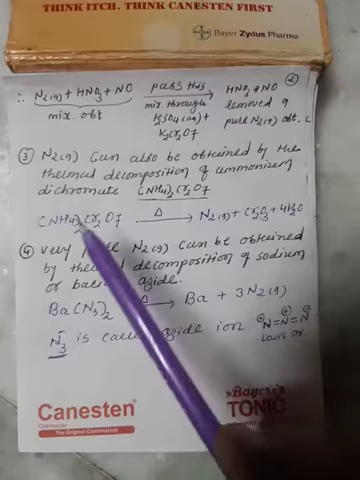 THINK ITCH. THINK CANESTEN FIRST
Bayer Zydus Pharma
②
∴ N₂(g) + HNO₃ + NO pass this HNO₃ & NO
mix. obt mix. through removed &
H₂SO₄(aq) + pure N₂(g) obt.
K₂Cr₂O₇
③ N₂(g) can also be obtained by the
thermal decomposition of ammonium
dichromate (NH₄)₂Cr₂O₇
(NH₄)₂Cr₂O₇ Δ→ N₂(g) + Cr₂O₃ + 4H₂O
④ Very N₂(g) can be obtained
by decomposition of sodium
or azide.
Ba(N₃)₂ Δ→ Ba + 3N₂(g)
N₃⁻ is azide ion. ⊖N=N⊕=N⊖
Lewis str.
Canesten®
Clotrimazole
The Original Clotrimazole
Bayer's
TONIC